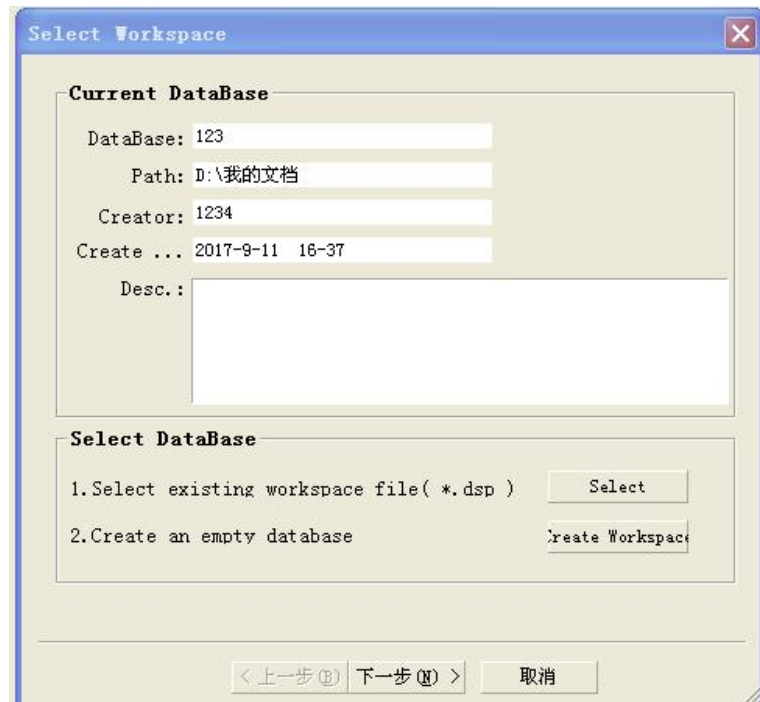 Select Workspace
Current DataBase
DataBase: 123
Path: D:\我的文档
Creator: 1234
Create ... 2017-9-11 16-37
Desc.:
Select DataBase
1.Select existing workspace file( *.dsp ) Select
2.Create an empty database Create Workspace
< 上一步(B) 下一步(N) > 取消